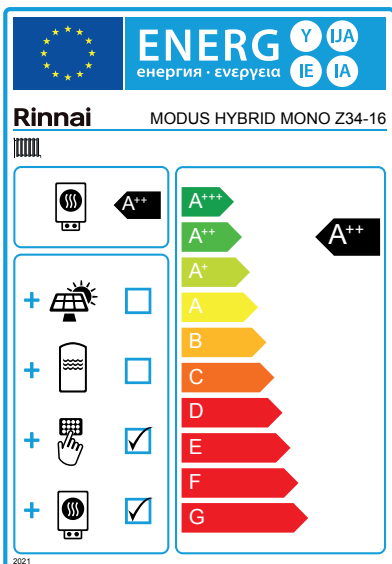 ENERG Y IJA
енергия · ενεργεια IE IA
Rinnai MODUS HYBRID MONO Z34-16
A++
A+++
A++
A++
A+
A
B
C
D
E
F
G
+
+
+
+
2021